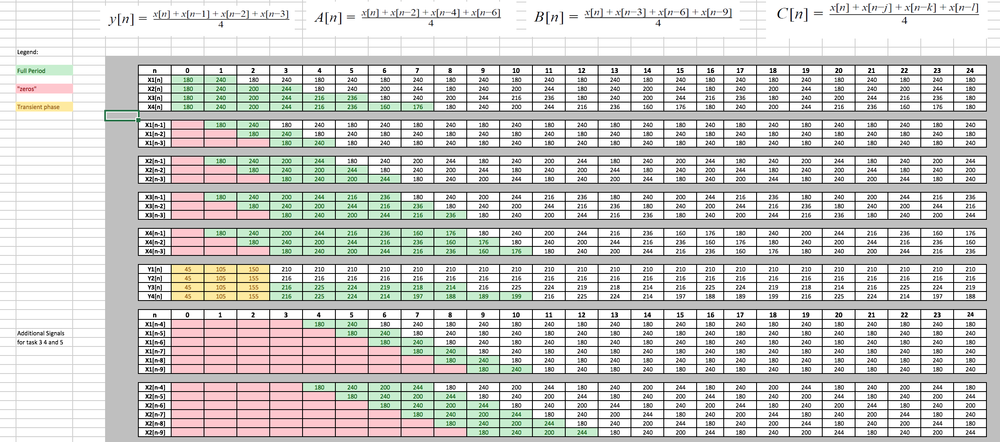 y[n] = x[n] + x[n−1] + x[n−2] + x[n−3] / 4 A[n] = x[n] + x[n−2] + x[n−4] + x[n−6] / 4 B[n] = x[n] + x[n−3] + x[n−6] + x[n−9] / 4 C[n] = x[n] + x[n−j] + x[n−k] + x[n−l] / 4
Legend:
Full Period n 0 1 2 3 4 5 6 7 8 9 10 11 12 13 14 15 16 17 18 19 20 21 22 23 24
X1[n] 180 240 180 240 180 240 180 240 180 240 180 240 180 240 180 240 180 240 180 240 180 240 180 240 180
"zeros" X2[n] 180 240 200 244 180 240 200 244 180 240 200 244 180 240 200 244 180 240 200 244 180 240 200 244 180
X3[n] 180 240 200 244 216 236 180 240 200 244 216 236 180 240 200 244 216 236 180 240 200 244 216 236 180
Transient phase X4[n] 180 240 200 244 216 236 160 176 180 240 200 244 216 236 160 176 180 240 200 244 216 236 160 176 180
X1[n-1] 180 240 180 240 180 240 180 240 180 240 180 240 180 240 180 240 180 240 180 240 180 240 180 240
X1[n-2] 180 240 180 240 180 240 180 240 180 240 180 240 180 240 180 240 180 240 180 240 180 240 180
X1[n-3] 180 240 180 240 180 240 180 240 180 240 180 240 180 240 180 240 180 240 180 240 180 240
X2[n-1] 180 240 200 244 180 240 200 244 180 240 200 244 180 240 200 244 180 240 200 244 180 240 200 244
X2[n-2] 180 240 200 244 180 240 200 244 180 240 200 244 180 240 200 244 180 240 200 244 180 240 200
X2[n-3] 180 240 200 244 180 240 200 244 180 240 200 244 180 240 200 244 180 240 200 244 180 240
X3[n-1] 180 240 200 244 216 236 180 240 200 244 216 236 180 240 200 244 216 236 180 240 200 244 216 236
X3[n-2] 180 240 200 244 216 236 180 240 200 244 216 236 180 240 200 244 216 236 180 240 200 244 216
X3[n-3] 180 240 200 244 216 236 180 240 200 244 216 236 180 240 200 244 216 236 180 240 200 244
X4[n-1] 180 240 200 244 216 236 160 176 180 240 200 244 216 236 160 176 180 240 200 244 216 236 160 176
X4[n-2] 180 240 200 244 216 236 160 176 180 240 200 244 216 236 160 176 180 240 200 244 216 236 160
X4[n-3] 180 240 200 244 216 236 160 176 180 240 200 244 216 236 160 176 180 240 200 244 216 236
Y1[n] 45 105 150 210 210 210 210 210 210 210 210 210 210 210 210 210 210 210 210 210 210 210 210 210 210
Y2[n] 45 105 155 216 216 216 216 216 216 216 216 216 216 216 216 216 216 216 216 216 216 216 216 216 216
Y3[n] 45 105 155 216 225 224 219 218 214 216 225 224 219 218 214 216 225 224 219 218 214 216 225 224 219
Y4[n] 45 105 155 216 225 224 214 197 188 189 199 216 225 224 214 197 188 189 199 216 225 224 214 197 188
n 0 1 2 3 4 5 6 7 8 9 10 11 12 13 14 15 16 17 18 19 20 21 22 23 24
X1[n-4] 180 240 180 240 180 240 180 240 180 240 180 240 180 240 180 240 180 240 180 240 180
Additional Signals X1[n-5] 180 240 180 240 180 240 180 240 180 240 180 240 180 240 180 240 180 240 180 240
for task 3 4 and 5 X1[n-6] 180 240 180 240 180 240 180 240 180 240 180 240 180 240 180 240 180 240 180
X1[n-7] 180 240 180 240 180 240 180 240 180 240 180 240 180 240 180 240 180 240
X1[n-8] 180 240 180 240 180 240 180 240 180 240 180 240 180 240 180 240 180
X1[n-9] 180 240 180 240 180 240 180 240 180 240 180 240 180 240 180 240
X2[n-4] 180 240 200 244 180 240 200 244 180 240 200 244 180 240 200 244 180 240 200 244 180
X2[n-5] 180 240 200 244 180 240 200 244 180 240 200 244 180 240 200 244 180 240 200 244
X2[n-6] 180 240 200 244 180 240 200 244 180 240 200 244 180 240 200 244 180 240 200
X2[n-7] 180 240 200 244 180 240 200 244 180 240 200 244 180 240 200 244 180 240
X2[n-8] 180 240 200 244 180 240 200 244 180 240 200 244 180 240 200 244 180
X2[n-9] 180 240 200 244 180 240 200 244 180 240 200 244 180 240 200 244